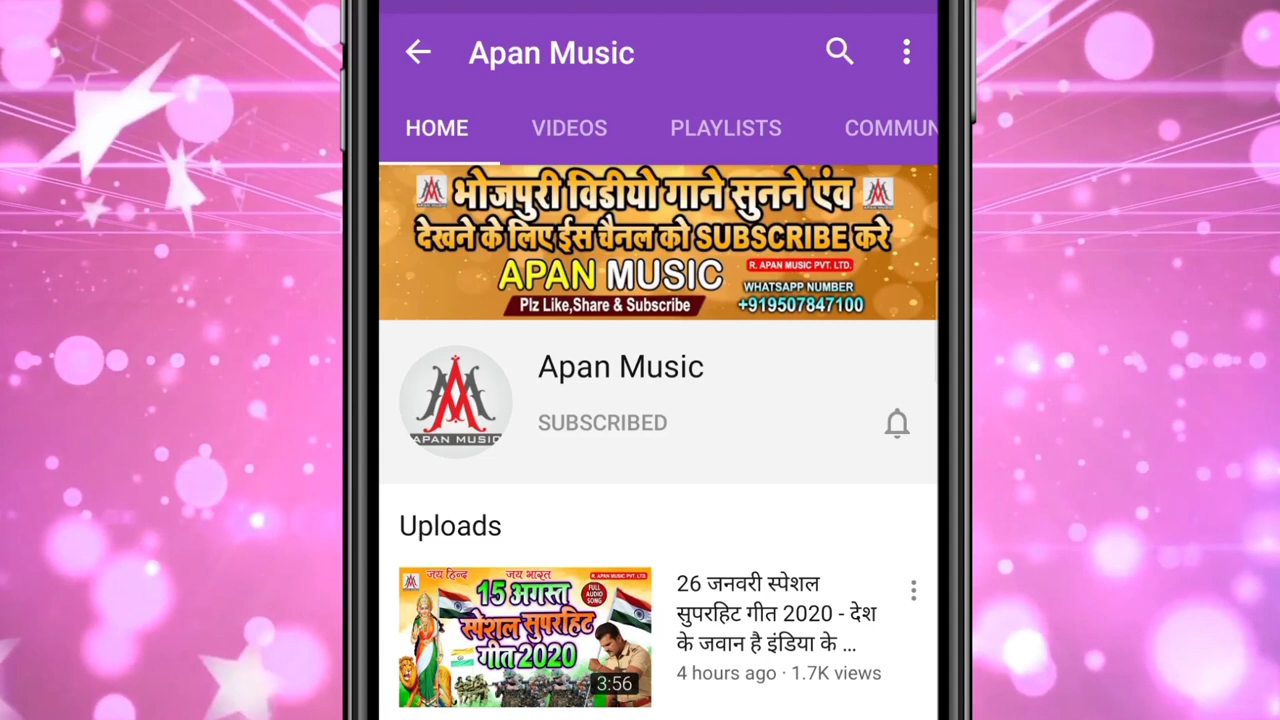 Apan Music
HOME VIDEOS PLAYLISTS COMMUN
भोजपुरी विडीयो गाने सुनने एंव
देखने के लिए ईस चैनल को SUBSCRIBE करे
APAN MUSIC
R. APAN MUSIC PVT. LTD.
Plz Like,Share & Subscribe
WHATSAPP NUMBER
+919507847100
Apan Music
SUBSCRIBED
APAN MUSIC
Uploads
जय हिन्द जय भारत
R. APAN MUSIC PVT. LTD
15 अगस्त
FULL
AUDIO
SONG
स्पेशल सुपरहिट
गीत 2020
3:56
26 जनवरी स्पेशल
सुपरहिट गीत 2020 - देश
के जवान है इंडिया के ...
4 hours ago · 1.7K views